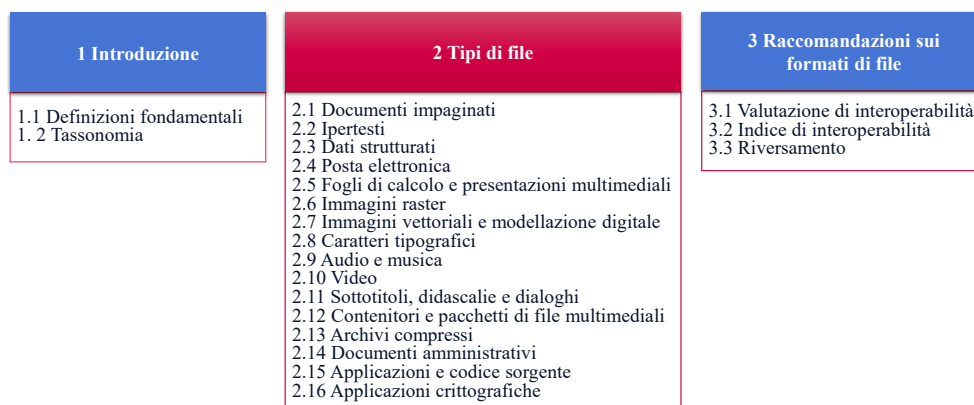 1 Introduzione
1.1 Definizioni fondamentali
1. 2 Tassonomia
2 Tipi di file
2.1 Documenti impaginati
2.2 Ipertesti
2.3 Dati strutturati
2.4 Posta elettronica
2.5 Fogli di calcolo e presentazioni multimediali
2.6 Immagini raster
2.7 Immagini vettoriali e modellazione digitale
2.8 Caratteri tipografici
2.9 Audio e musica
2.10 Video
2.11 Sottotitoli, didascalie e dialoghi
2.12 Contenitori e pacchetti di file multimediali
2.13 Archivi compressi
2.14 Documenti amministrativi
2.15 Applicazioni e codice sorgente
2.16 Applicazioni crittografiche
3 Raccomandazioni sui
formati di file
3.1 Valutazione di interoperabilità
3.2 Indice di interoperabilità
3.3 Riversamento